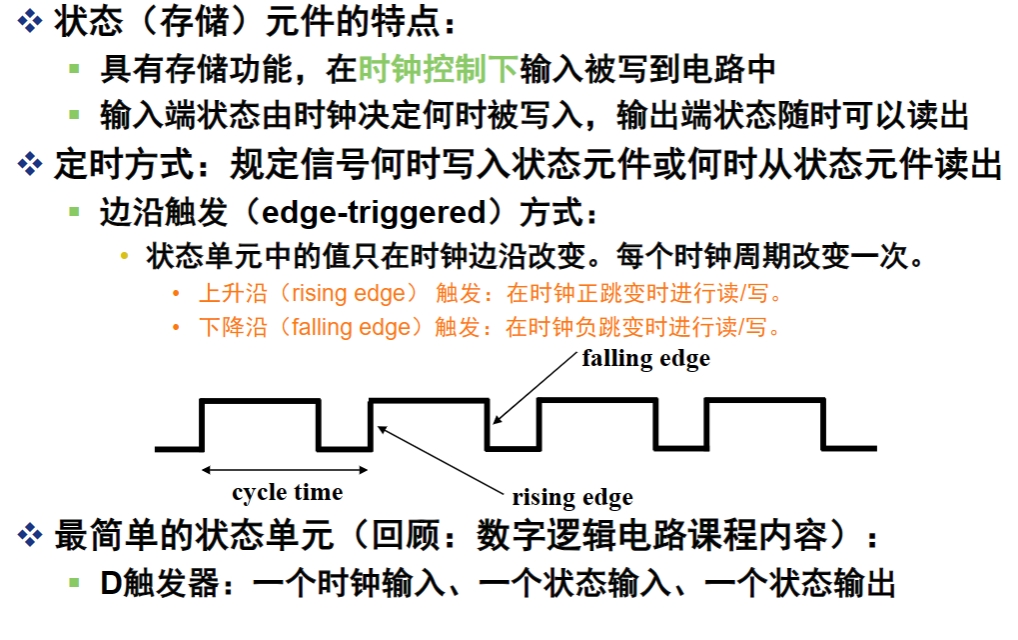 状态（存储）元件的特点：
具有存储功能，在时钟控制下输入被写到电路中
输入端状态由时钟决定何时被写入，输出端状态随时可以读出
定时方式：规定信号何时写入状态元件或何时从状态元件读出
边沿触发（edge-triggered）方式：
状态单元中的值只在时钟边沿改变。每个时钟周期改变一次。
上升沿（rising edge） 触发：在时钟正跳变时进行读/写。
下降沿（falling edge）触发：在时钟负跳变时进行读/写。
falling edge
cycle time
rising edge
最简单的状态单元（回顾：数字逻辑电路课程内容）：
D触发器：一个时钟输入、一个状态输入、一个状态输出